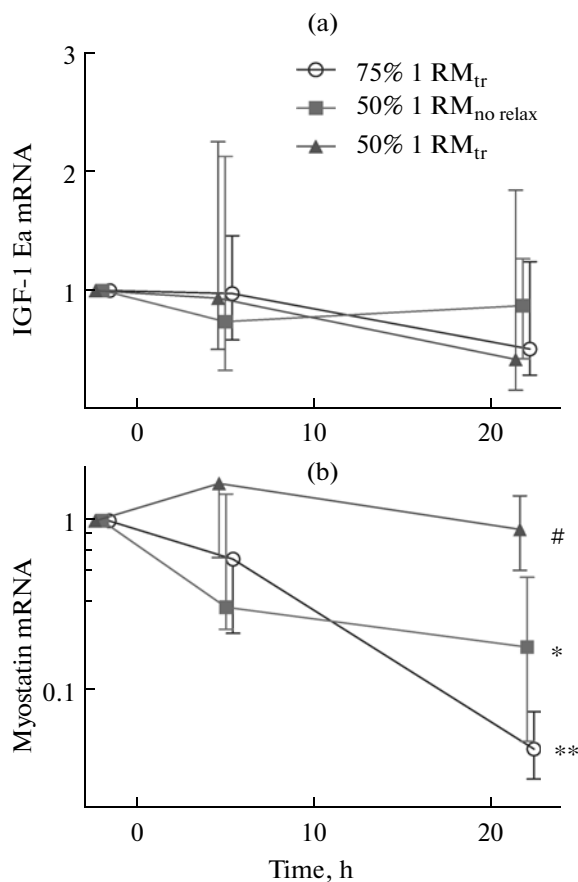 (a)
3
2
1
IGF-1 Ea mRNA
75% 1 RMtr
50% 1 RMno relax
50% 1 RMtr
0 10 20
(b)
1
0.1
Myostatin mRNA
#
*
**
0 10 20
Time, h